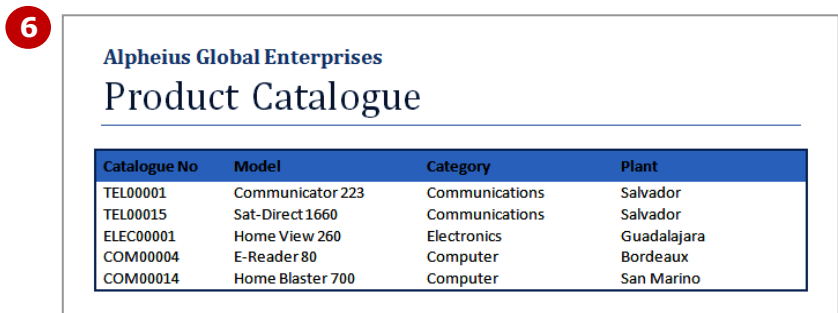 6
Alpheius Global Enterprises
Product Catalogue
Catalogue No Model Category Plant
TEL00001 Communicator 223 Communications Salvador
TEL00015 Sat-Direct 1660 Communications Salvador
ELEC00001 Home View 260 Electronics Guadalajara
COM00004 E-Reader 80 Computer Bordeaux
COM00014 Home Blaster 700 Computer San Marino